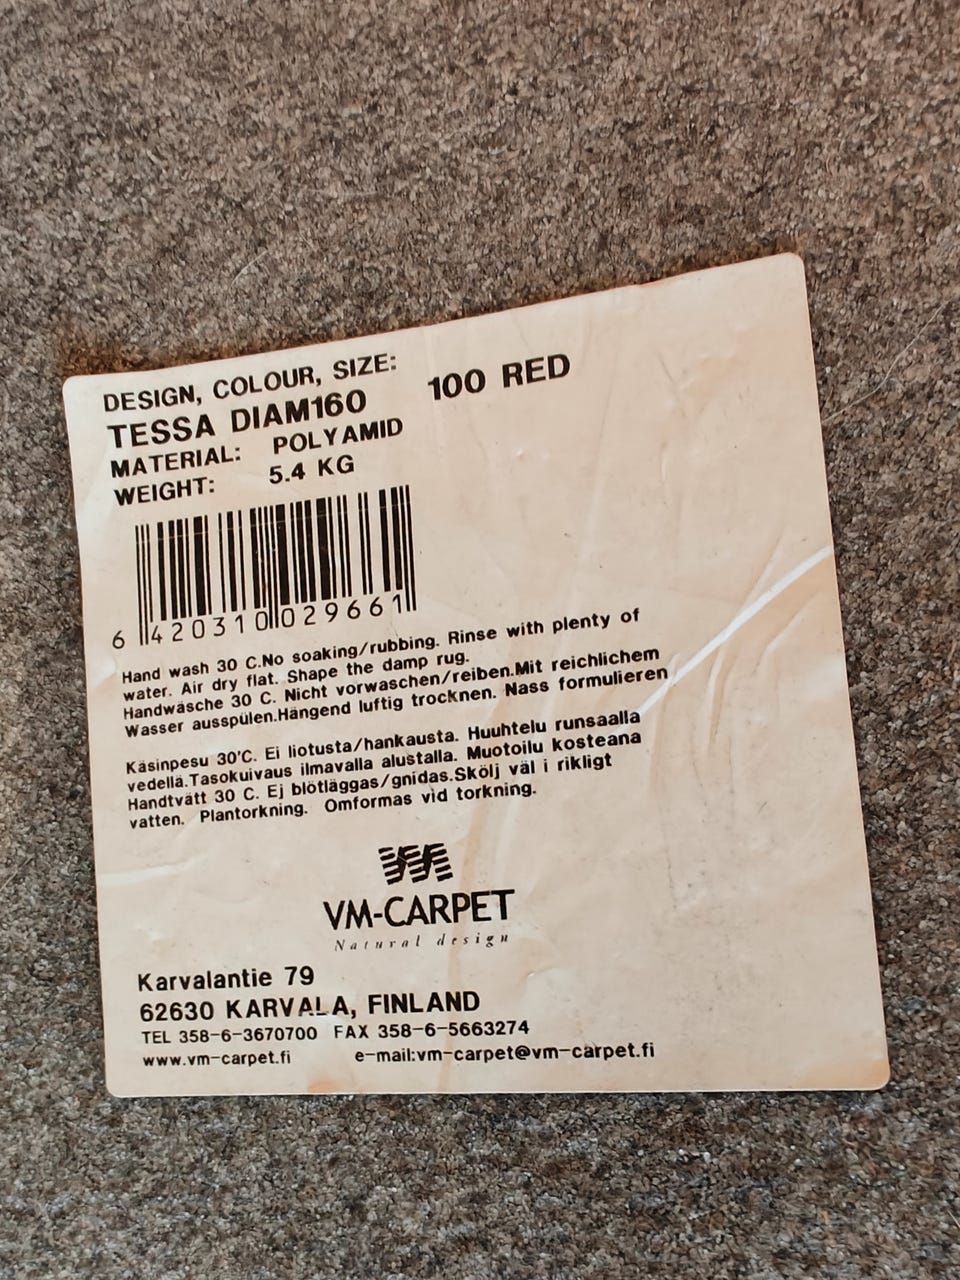 DESIGN, COLOUR, SIZE:
TESSA DIAM160 100 RED
MATERIAL: POLYAMID
WEIGHT: 5.4 KG
6 420310 029661
Hand wash 30 C.No soaking/rubbing. Rinse with plenty of
water. Air dry flat. Shape the damp rug.
Handwäsche 30 C. Nicht vorwaschen/reiben.Mit reichlichem
Wasser ausspülen.Hängend luftig trocknen. Nass formulieren
Käsinpesu 30'C. Ei liotusta/hankausta. Huuhtelu runsaalla
vedellä.Tasokuivaus ilmavalla alustalla. Muotoilu kosteana
Handtvätt 30 C. Ej blötläggas/gnidas.Skölj väl i rikligt
vatten. Plantorkning. Omformas vid torkning.
VM-CARPET
Natural design
Karvalantie 79
62630 KARVALA, FINLAND
TEL 358-6-3670700 FAX 358-6-5663274
www.vm-carpet.fi e-mail:vm-carpet@vm-carpet.fi